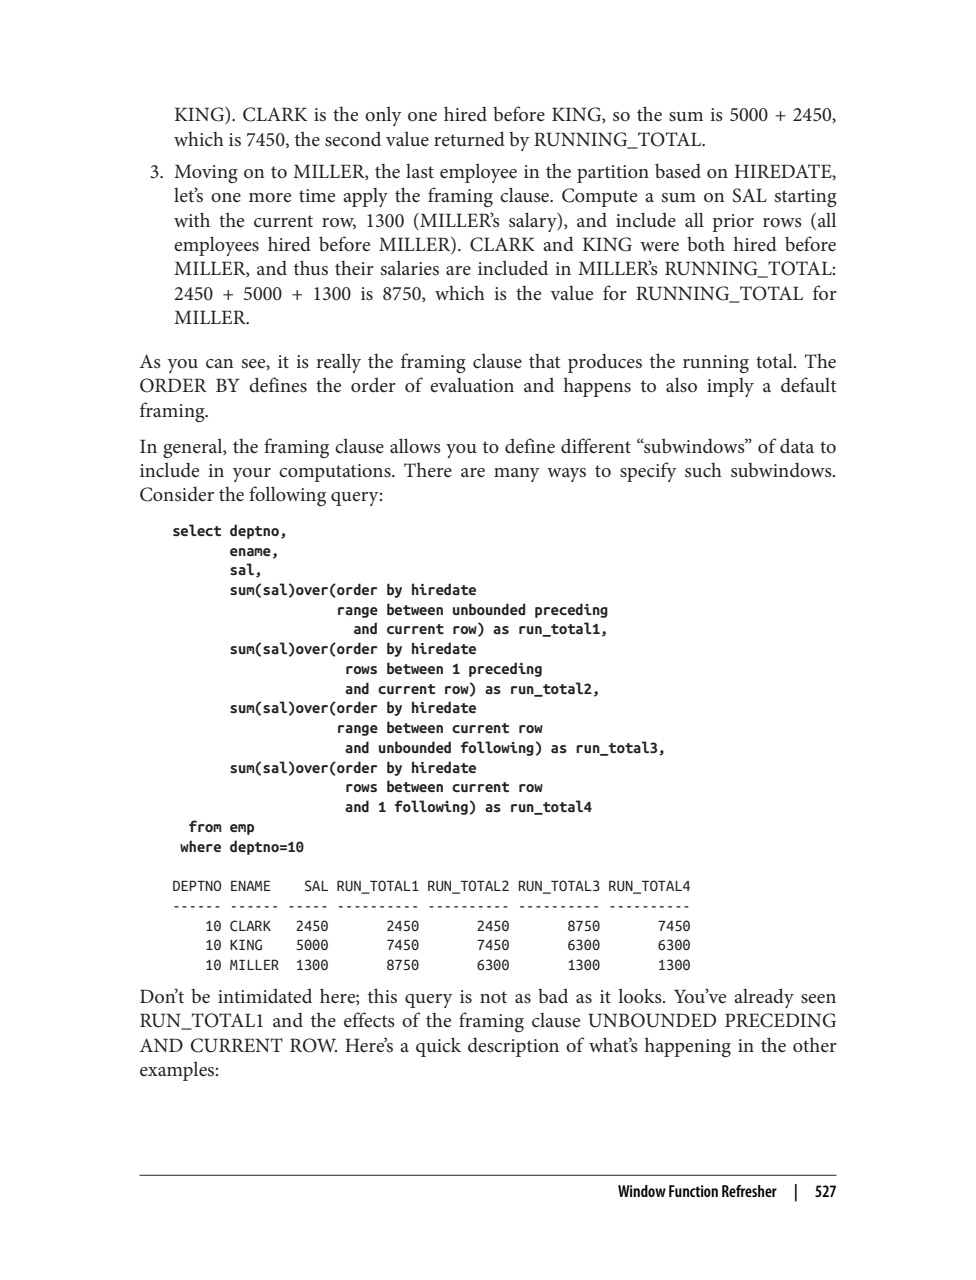 KING). CLARK is the only one hired before KING, so the sum is 5000 + 2450,
which is 7450, the second value returned by RUNNING_TOTAL.
3. Moving on to MILLER, the last employee in the partition based on HIREDATE,
let’s one more time apply the framing clause. Compute a sum on SAL starting
with the current row, 1300 (MILLER’s salary), and include all prior rows (all
employees hired before MILLER). CLARK and KING were both hired before
MILLER, and thus their salaries are included in MILLER’s RUNNING_TOTAL:
2450 + 5000 + 1300 is 8750, which is the value for RUNNING_TOTAL for
MILLER.
As you can see, it is really the framing clause that produces the running total. The
ORDER BY defines the order of evaluation and happens to also imply a default
framing.
In general, the framing clause allows you to define different “subwindows” of data to
include in your computations. There are many ways to specify such subwindows.
Consider the following query:
select deptno,
       ename,
       sal,
       sum(sal)over(order by hiredate
                    range between unbounded preceding
                      and current row) as run_total1,
       sum(sal)over(order by hiredate
                     rows between 1 preceding
                     and current row) as run_total2,
       sum(sal)over(order by hiredate
                    range between current row
                     and unbounded following) as run_total3,
       sum(sal)over(order by hiredate
                     rows between current row
                     and 1 following) as run_total4
  from emp
 where deptno=10
DEPTNO ENAME    SAL RUN_TOTAL1 RUN_TOTAL2 RUN_TOTAL3 RUN_TOTAL4
------ ------ ----- ---------- ---------- ---------- ----------
    10 CLARK   2450       2450       2450       8750       7450
    10 KING    5000       7450       7450       6300       6300
    10 MILLER  1300       8750       6300       1300       1300
Don’t be intimidated here; this query is not as bad as it looks. You’ve already seen
RUN_TOTAL1 and the effects of the framing clause UNBOUNDED PRECEDING
AND CURRENT ROW. Here’s a quick description of what’s happening in the other
examples:
Window Function Refresher | 527